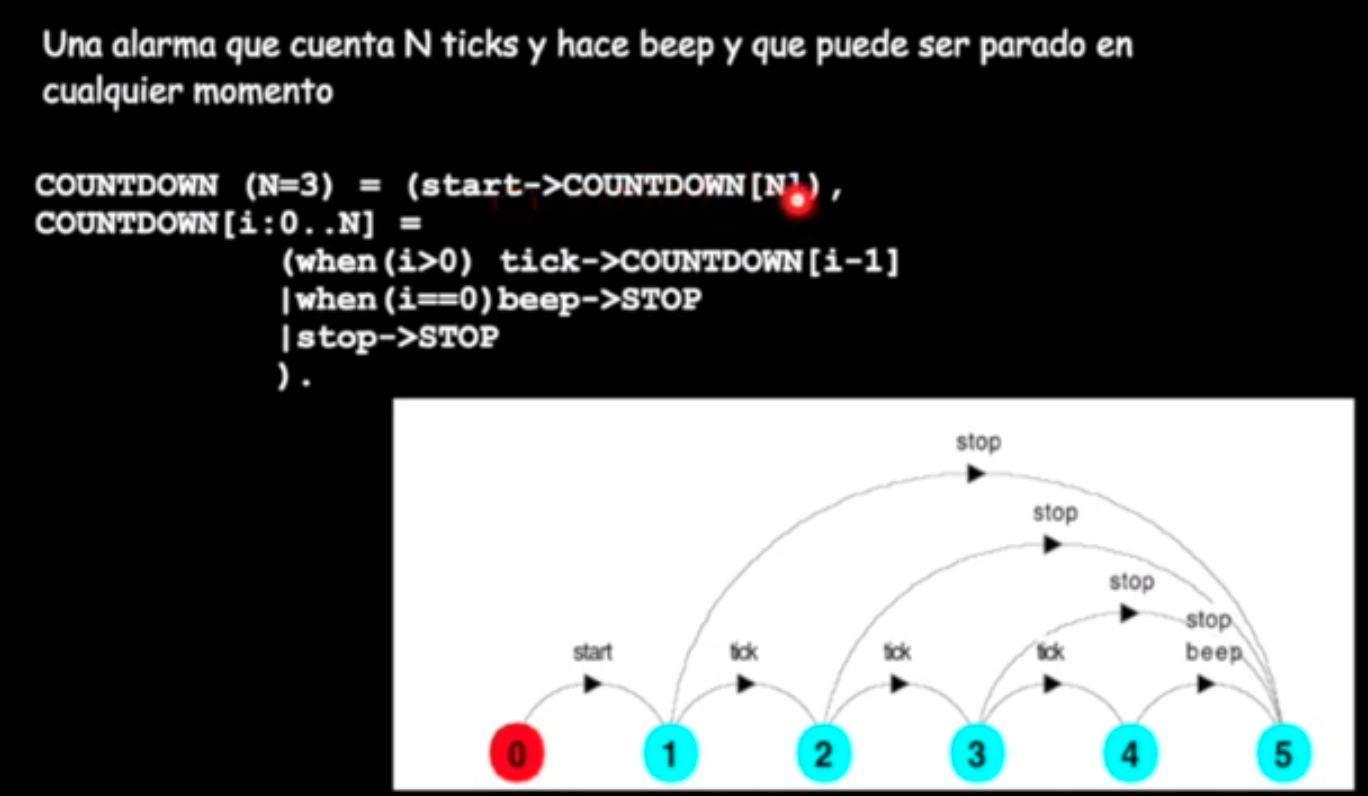 Una alarma que cuenta N ticks y hace beep y que puede ser parado en
cualquier momento
COUNTDOWN (N=3) = (start->COUNTDOWN[N]),
COUNTDOWN[i:0..N] =
(when(i>0) tick->COUNTDOWN[i-1]
|when(i==0)beep->STOP
|stop->STOP
).
stop
stop
stop
stop
start tick tick tick beep
0 1 2 3 4 5